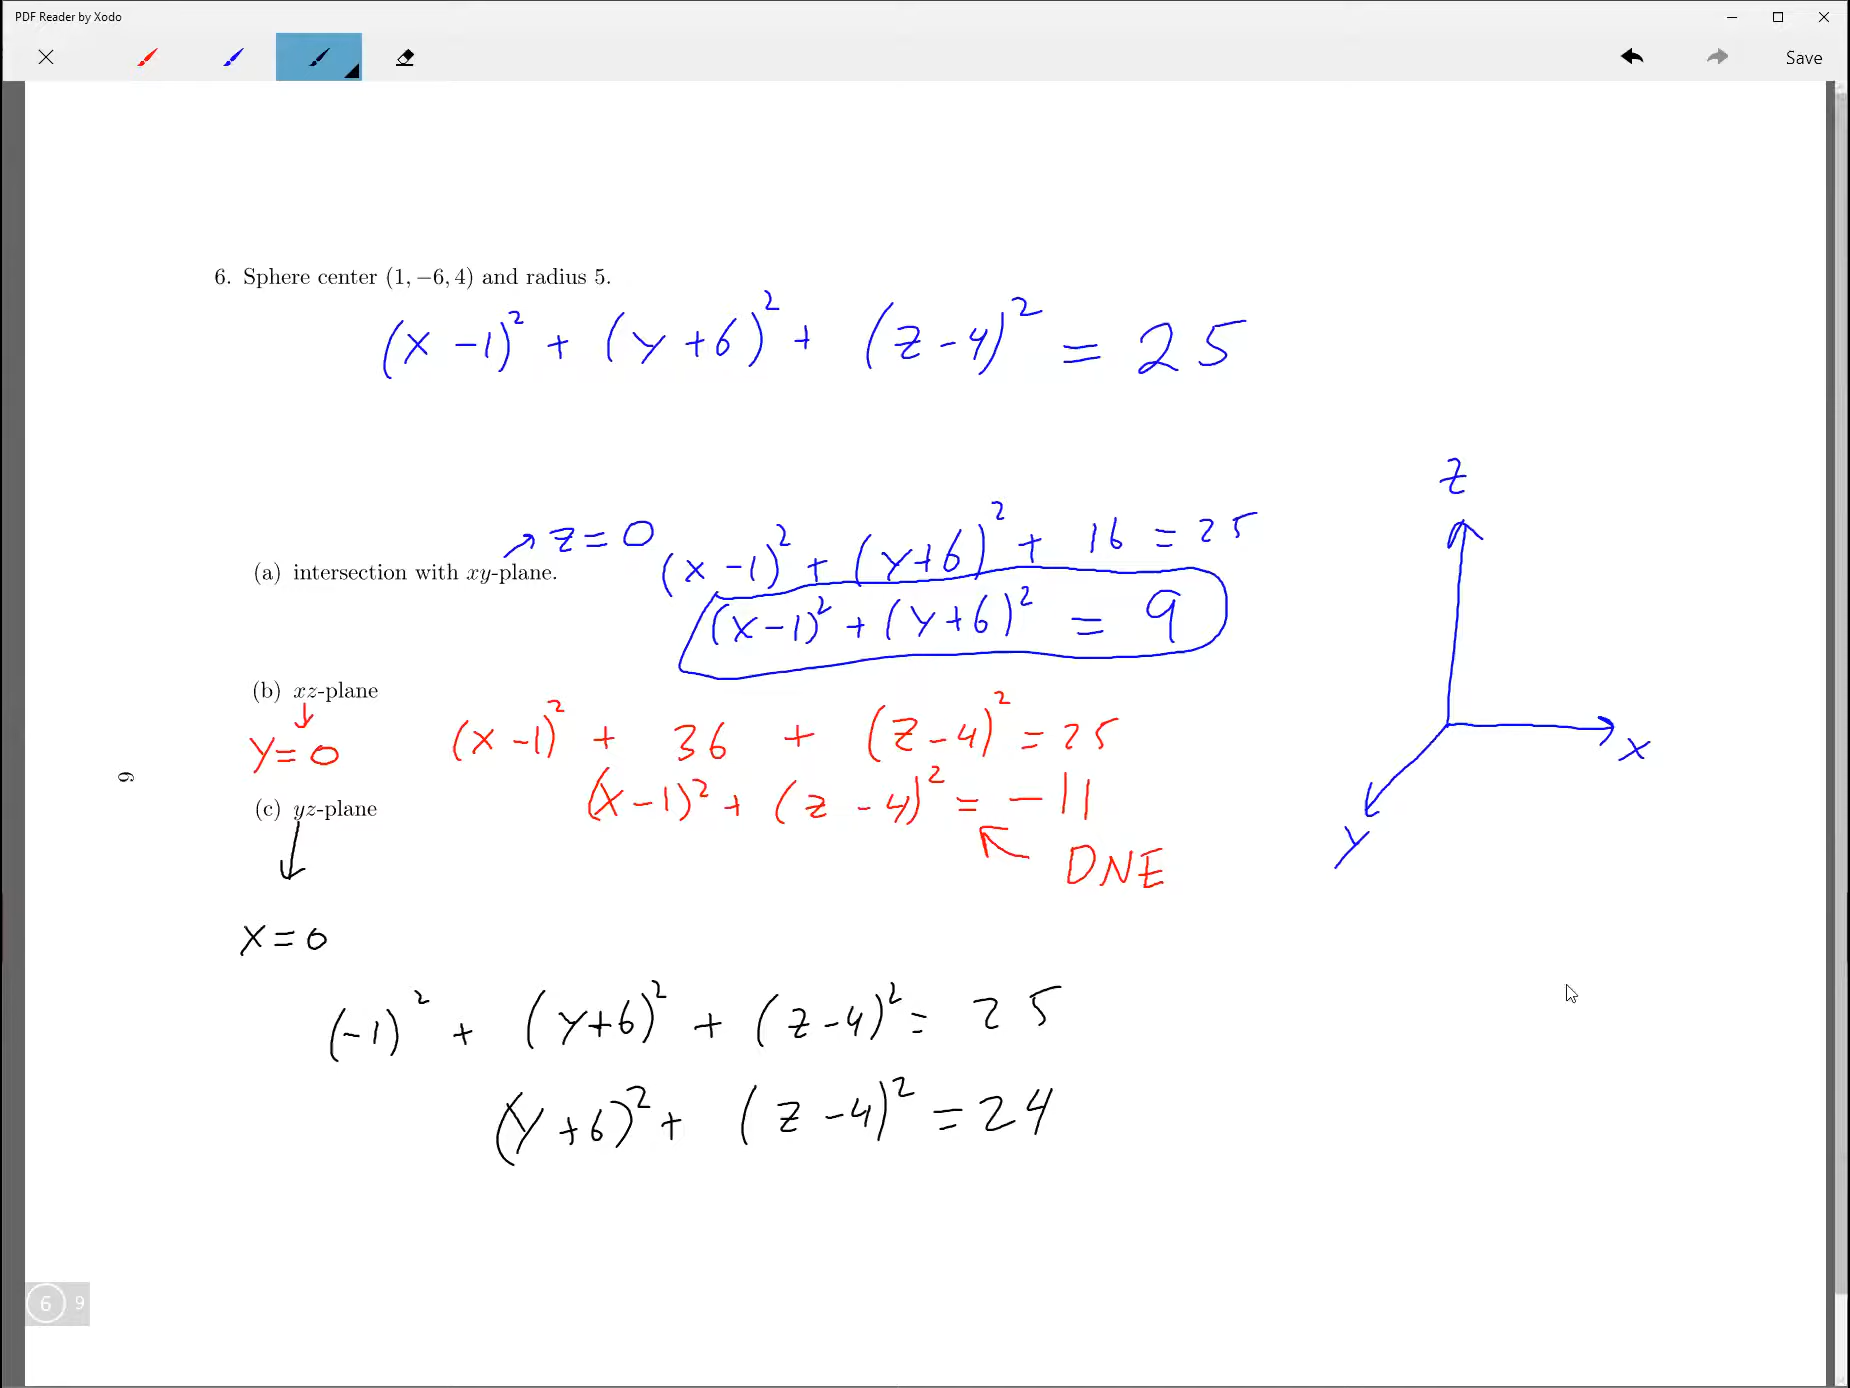 PDF Reader by Xodo
Save
6. Sphere center (1, −6, 4) and radius 5.
(x −1)² + (y +6)² + (z −4)² = 25
z
z = 0
(x −1)² + (y+6)² + 16 = 25
(a) intersection with xy-plane.
(x−1)² + (y+6)² = 9
(b) xz-plane
y = 0
(x −1)² + 36 + (z−4)² = 25
x
6
(x −1)² + (z −4)² = −11
(c) yz-plane
y
DNE
x = 0
(−1)² + (y+6)² + (z−4)² = 25
(y +6)² + (z −4)² = 24
6 9